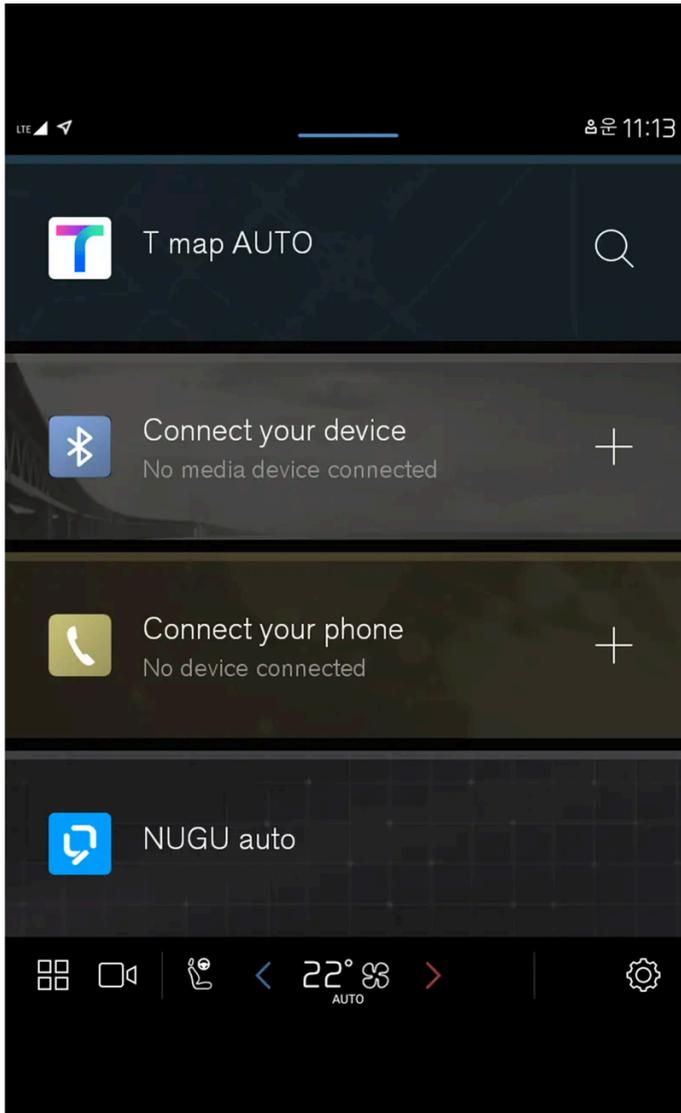 LTE
운 11:13
T map AUTO
Connect your device
No media device connected
Connect your phone
No device connected
NUGU auto
22°
AUTO